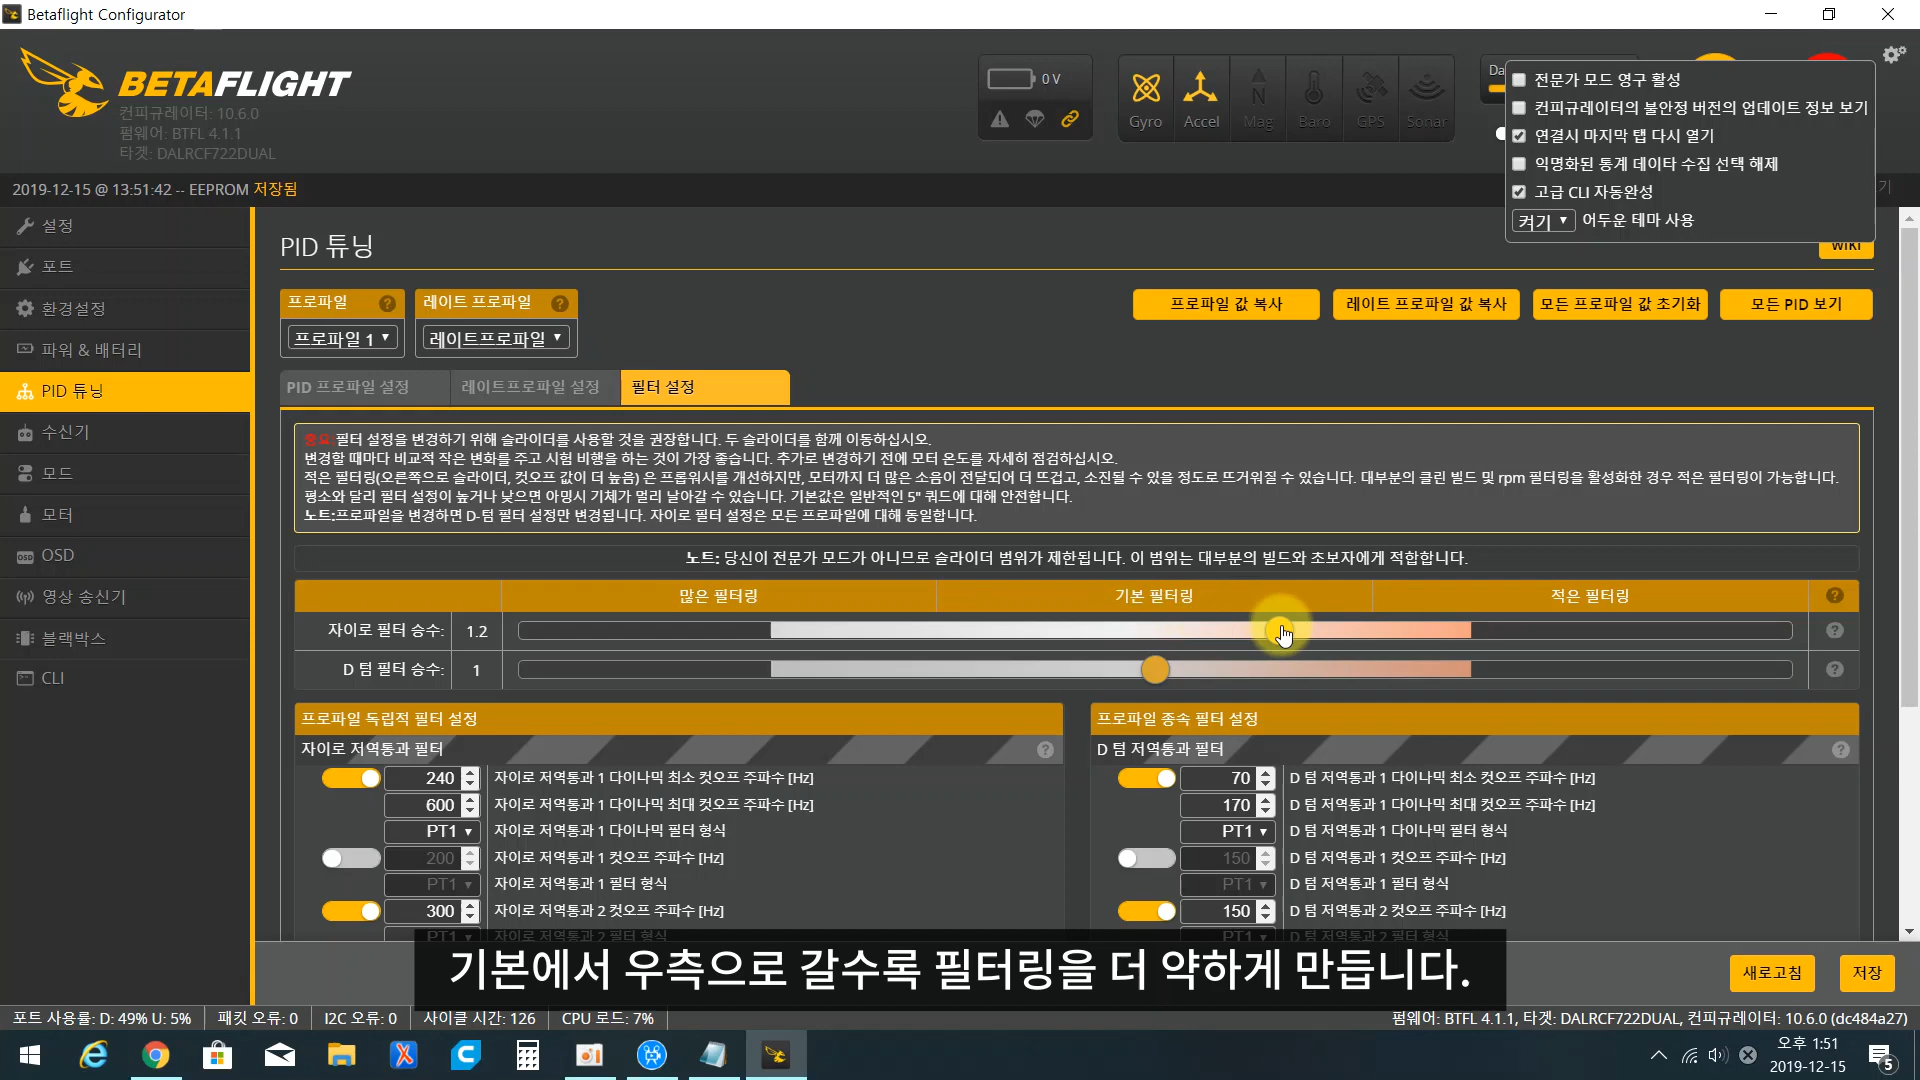 Betaflight Configurator
BETAFLIGHT
컨피규레이터: 10.6.0
펌웨어: BTFL 4.1.1
타겟: DALRCF722DUAL
0 V
Gyro
Accel
Mag
Baro
GPS
Sonar
전문가 모드 영구 활성
컨피규레이터의 불안정 버전의 업데이트 정보 보기
연결시 마지막 탭 다시 열기
익명화된 통계 데이타 수집 선택 해제
고급 CLI 자동완성
켜기 어두운 테마 사용
2019-12-15 @ 13:51:42 -- EEPROM 저장됨
설정
포트
환경설정
파워 & 배터리
PID 튜닝
수신기
모드
모터
OSD
영상 송신기
블랙박스
CLI
PID 튜닝
WIKI
프로파일
레이트 프로파일
프로파일 1
레이트프로파일
프로파일 값 복사
레이트 프로파일 값 복사
모든 프로파일 값 초기화
모든 PID 보기
PID 프로파일 설정
레이트프로파일 설정
필터 설정
중요:필터 설정을 변경하기 위해 슬라이더를 사용할 것을 권장합니다. 두 슬라이더를 함께 이동하십시오.
변경할 때마다 비교적 작은 변화를 주고 시험 비행을 하는 것이 가장 좋습니다. 추가로 변경하기 전에 모터 온도를 자세히 점검하십시오.
적은 필터링(오른쪽으로 슬라이더, 컷오프 값이 더 높음) 은 프롭워시를 개선하지만, 모터까지 더 많은 소음이 전달되어 더 뜨겁고, 소진될 수 있을 정도로 뜨거워질 수 있습니다. 대부분의 클린 빌드 및 rpm 필터링을 활성화한 경우 적은 필터링이 가능합니다.
평소와 달리 필터 설정이 높거나 낮으면 아밍시 기체가 멀리 날아갈 수 있습니다. 기본값은 일반적인 5" 쿼드에 대해 안전합니다.
노트:프로파일을 변경하면 D-텀 필터 설정만 변경됩니다. 자이로 필터 설정은 모든 프로파일에 대해 동일합니다.
노트: 당신이 전문가 모드가 아니므로 슬라이더 범위가 제한됩니다. 이 범위는 대부분의 빌드와 초보자에게 적합합니다.
많은 필터링
기본 필터링
적은 필터링
자이로 필터 승수: 1.2
D 텀 필터 승수: 1
프로파일 독립적 필터 설정
자이로 저역통과 필터
240 자이로 저역통과 1 다이나믹 최소 컷오프 주파수 [Hz]
600 자이로 저역통과 1 다이나믹 최대 컷오프 주파수 [Hz]
PT1 자이로 저역통과 1 다이나믹 필터 형식
200 자이로 저역통과 1 컷오프 주파수 [Hz]
PT1 자이로 저역통과 1 필터 형식
300 자이로 저역통과 2 컷오프 주파수 [Hz]
PT1 자이로 저역통과 2 필터 형식
프로파일 종속 필터 설정
D 텀 저역통과 필터
70 D 텀 저역통과 1 다이나믹 최소 컷오프 주파수 [Hz]
170 D 텀 저역통과 1 다이나믹 최대 컷오프 주파수 [Hz]
PT1 D 텀 저역통과 1 다이나믹 필터 형식
150 D 텀 저역통과 1 컷오프 주파수 [Hz]
PT1 D 텀 저역통과 1 필터 형식
150 D 텀 저역통과 2 컷오프 주파수 [Hz]
PT1 D 텀 저역통과 2 필터 형식
기본에서 우측으로 갈수록 필터링을 더 약하게 만듭니다.
새로고침
저장
포트 사용률: D: 49% U: 5%
패킷 오류: 0
I2C 오류: 0
사이클 시간: 126
CPU 로드: 7%
펌웨어: BTFL 4.1.1, 타겟: DALRCF722DUAL, 컨피규레이터: 10.6.0 (dc484a27)
오후 1:51
2019-12-15
5